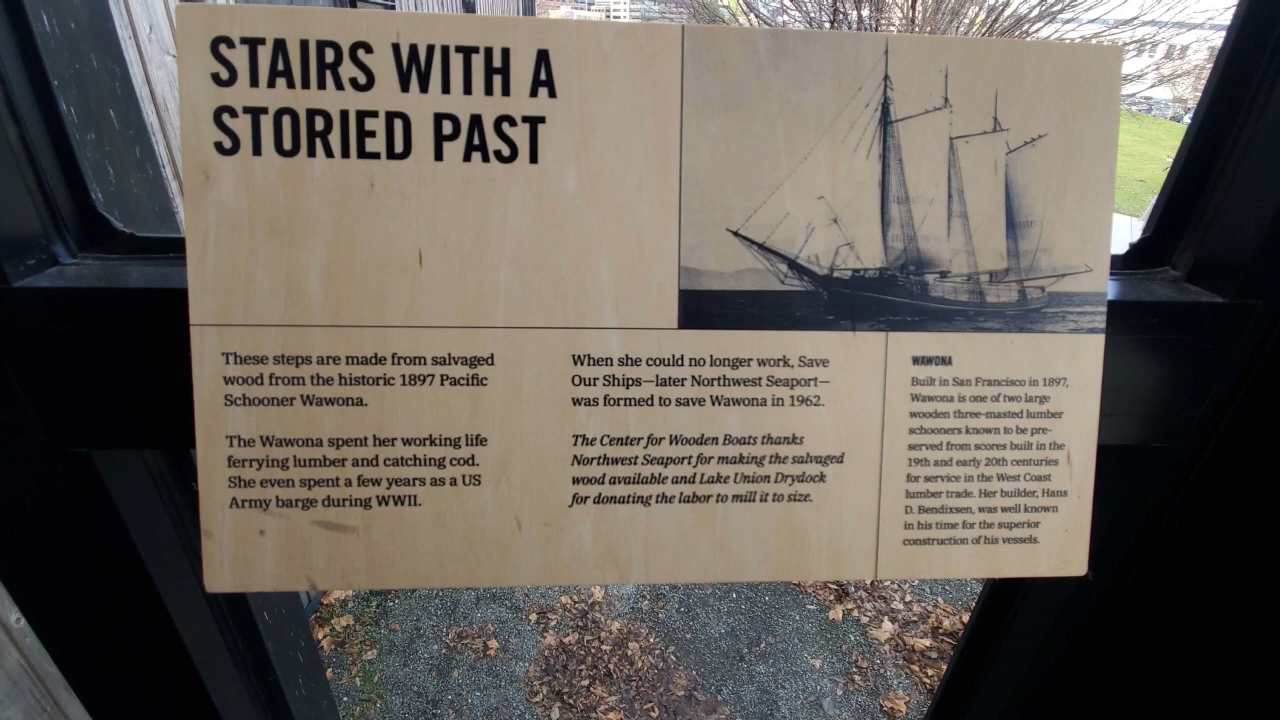 STAIRS WITH A
STORIED PAST
These steps are made from salvaged
wood from the historic 1897 Pacific
Schooner Wawona.
The Wawona spent her working life
ferrying lumber and catching cod.
She even spent a few years as a US
Army barge during WWII.
When she could no longer work, Save
Our Ships—later Northwest Seaport—
was formed to save Wawona in 1962.
The Center for Wooden Boats thanks
Northwest Seaport for making the salvaged
wood available and Lake Union Drydock
for donating the labor to mill it to size.
WAWONA
Built in San Francisco in 1897,
Wawona is one of two large
wooden three-masted lumber
schooners known to be pre-
served from scores built in the
19th and early 20th centuries
for service in the West Coast
lumber trade. Her builder, Hans
D. Bendixsen, was well known
in his time for the superior
construction of his vessels.